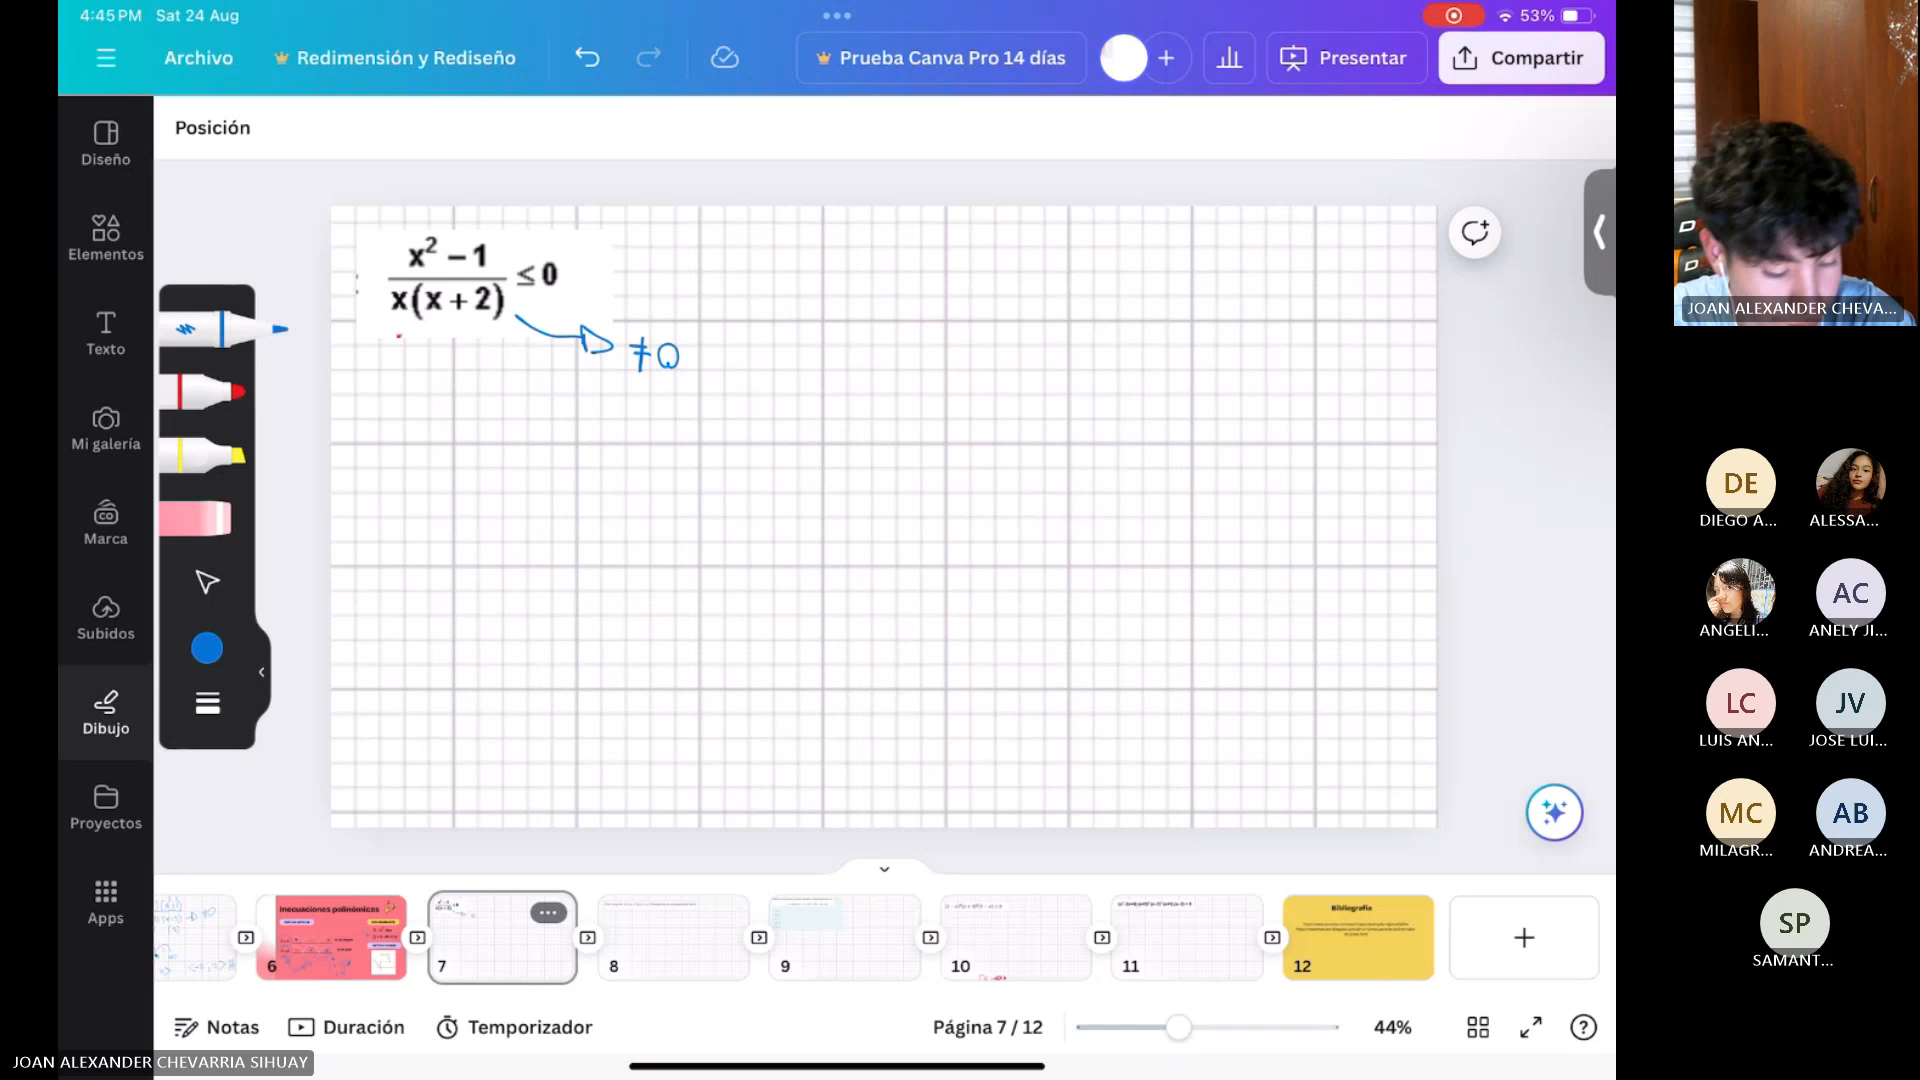 4:45 PM Sat 24 Aug
53%
Archivo
Redimensión y Rediseño
Prueba Canva Pro 14 días
Presentar
Compartir
Posición
Diseño
Elementos
Texto
Mi galería
Marca
Subidos
Dibujo
Proyectos
Apps
x² – 1
x(x + 2)
≤ 0
≠0
Inecuaciones polinómicas
Bibliografía
6
7
8
9
10
11
12
Notas
Duración
Temporizador
Página 7 / 12
44%
JOAN ALEXANDER CHEVARRIA SIHUAY
JOAN ALEXANDER CHEVA...
DE
DIEGO A...
ALESSA...
ANGELI...
AC
ANELY JI...
LC
LUIS AN...
JV
JOSE LUI...
MC
MILAGR...
AB
ANDREA...
SP
SAMANT...